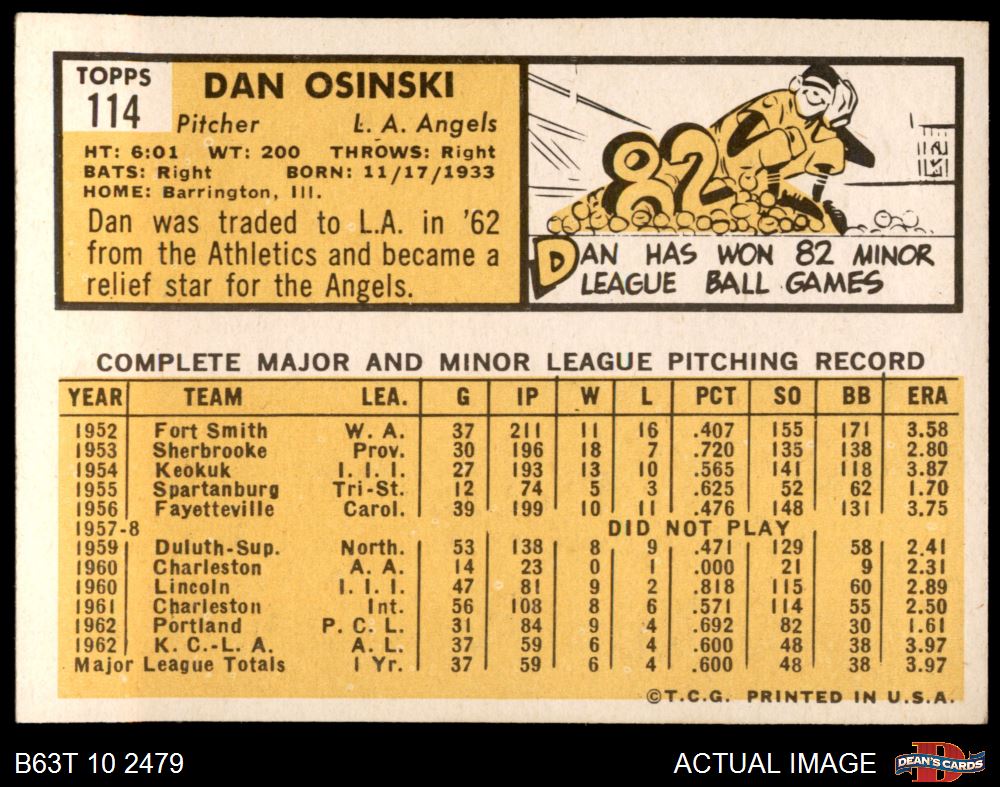 TOPPS
114
DAN OSINSKI
Pitcher L. A. Angels
HT: 6:01 WT: 200 THROWS: Right
BATS: Right BORN: 11/17/1933
HOME: Barrington, Ill.
Dan was traded to L.A. in '62
from the Athletics and became a
relief star for the Angels.
82
DAN HAS WON 82 MINOR
LEAGUE BALL GAMES
COMPLETE MAJOR AND MINOR LEAGUE PITCHING RECORD
YEAR TEAM LEA. G IP W L PCT SO BB ERA
1952 Fort Smith W. A. 37 211 11 16 .407 155 171 3.58
1953 Sherbrooke Prov. 30 196 18 7 .720 135 138 2.80
1954 Keokuk I. I. I. 27 193 13 10 .565 141 118 3.87
1955 Spartanburg Tri-St. 12 74 5 3 .625 52 62 1.70
1956 Fayetteville Carol. 39 199 10 11 .476 148 131 3.75
1957-8 DID NOT PLAY
1959 Duluth-Sup. North. 53 138 8 9 .471 129 58 2.41
1960 Charleston A. A. 14 23 0 1 .000 21 9 2.31
1960 Lincoln I. I. I. 47 81 9 2 .818 115 60 2.89
1961 Charleston Int. 56 108 8 6 .571 114 55 2.50
1962 Portland P. C. L. 31 84 9 4 .692 82 30 1.61
1962 K. C.-L. A. A. L. 37 59 6 4 .600 48 38 3.97
Major League Totals 1 Yr. 37 59 6 4 .600 48 38 3.97
©T.C.G. PRINTED IN U.S.A.
B63T 10 2479 ACTUAL IMAGE
DEAN'S CARDS